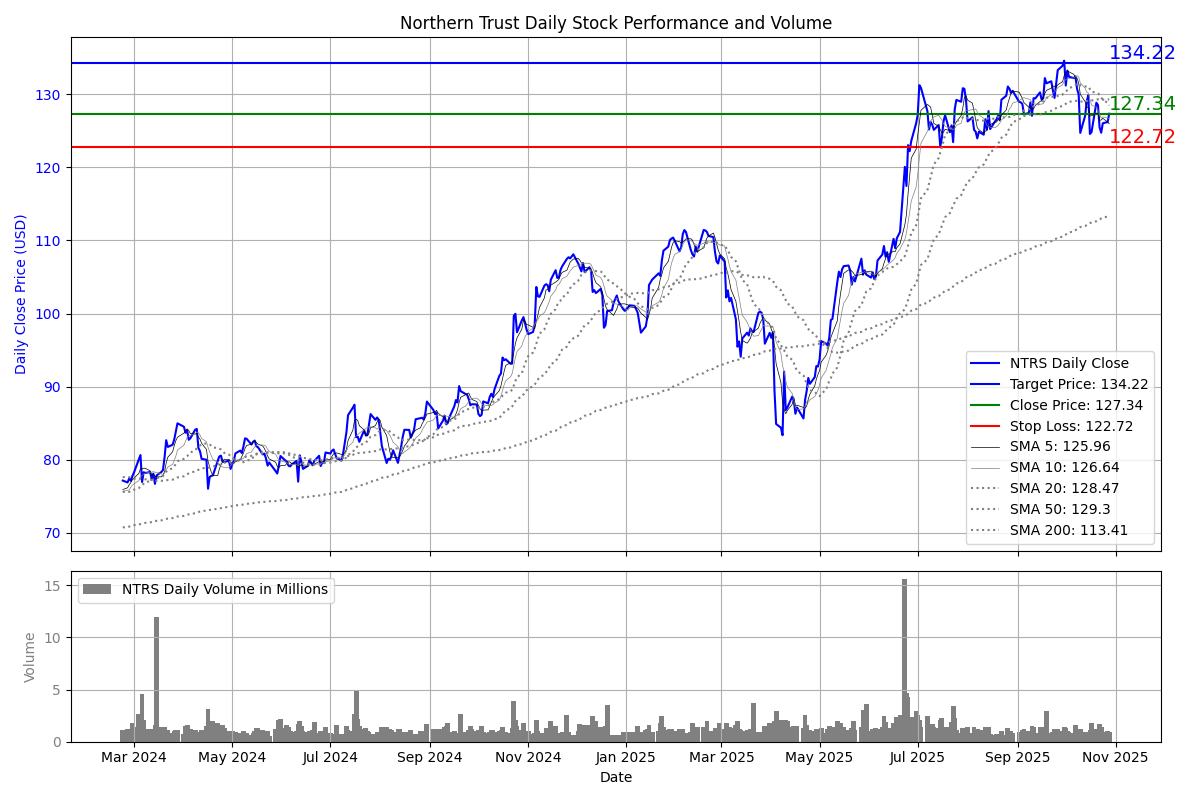 Northern Trust Daily Stock Performance and Volume
134.22
127.34
122.72
130
120
110
100
90
80
70
Daily Close Price (USD)
NTRS Daily Close
Target Price: 134.22
Close Price: 127.34
Stop Loss: 122.72
SMA 5: 125.96
SMA 10: 126.64
SMA 20: 128.47
SMA 50: 129.3
SMA 200: 113.41
NTRS Daily Volume in Millions
15
10
5
0
Volume
Mar 2024 May 2024 Jul 2024 Sep 2024 Nov 2024 Jan 2025 Mar 2025 May 2025 Jul 2025 Sep 2025 Nov 2025
Date